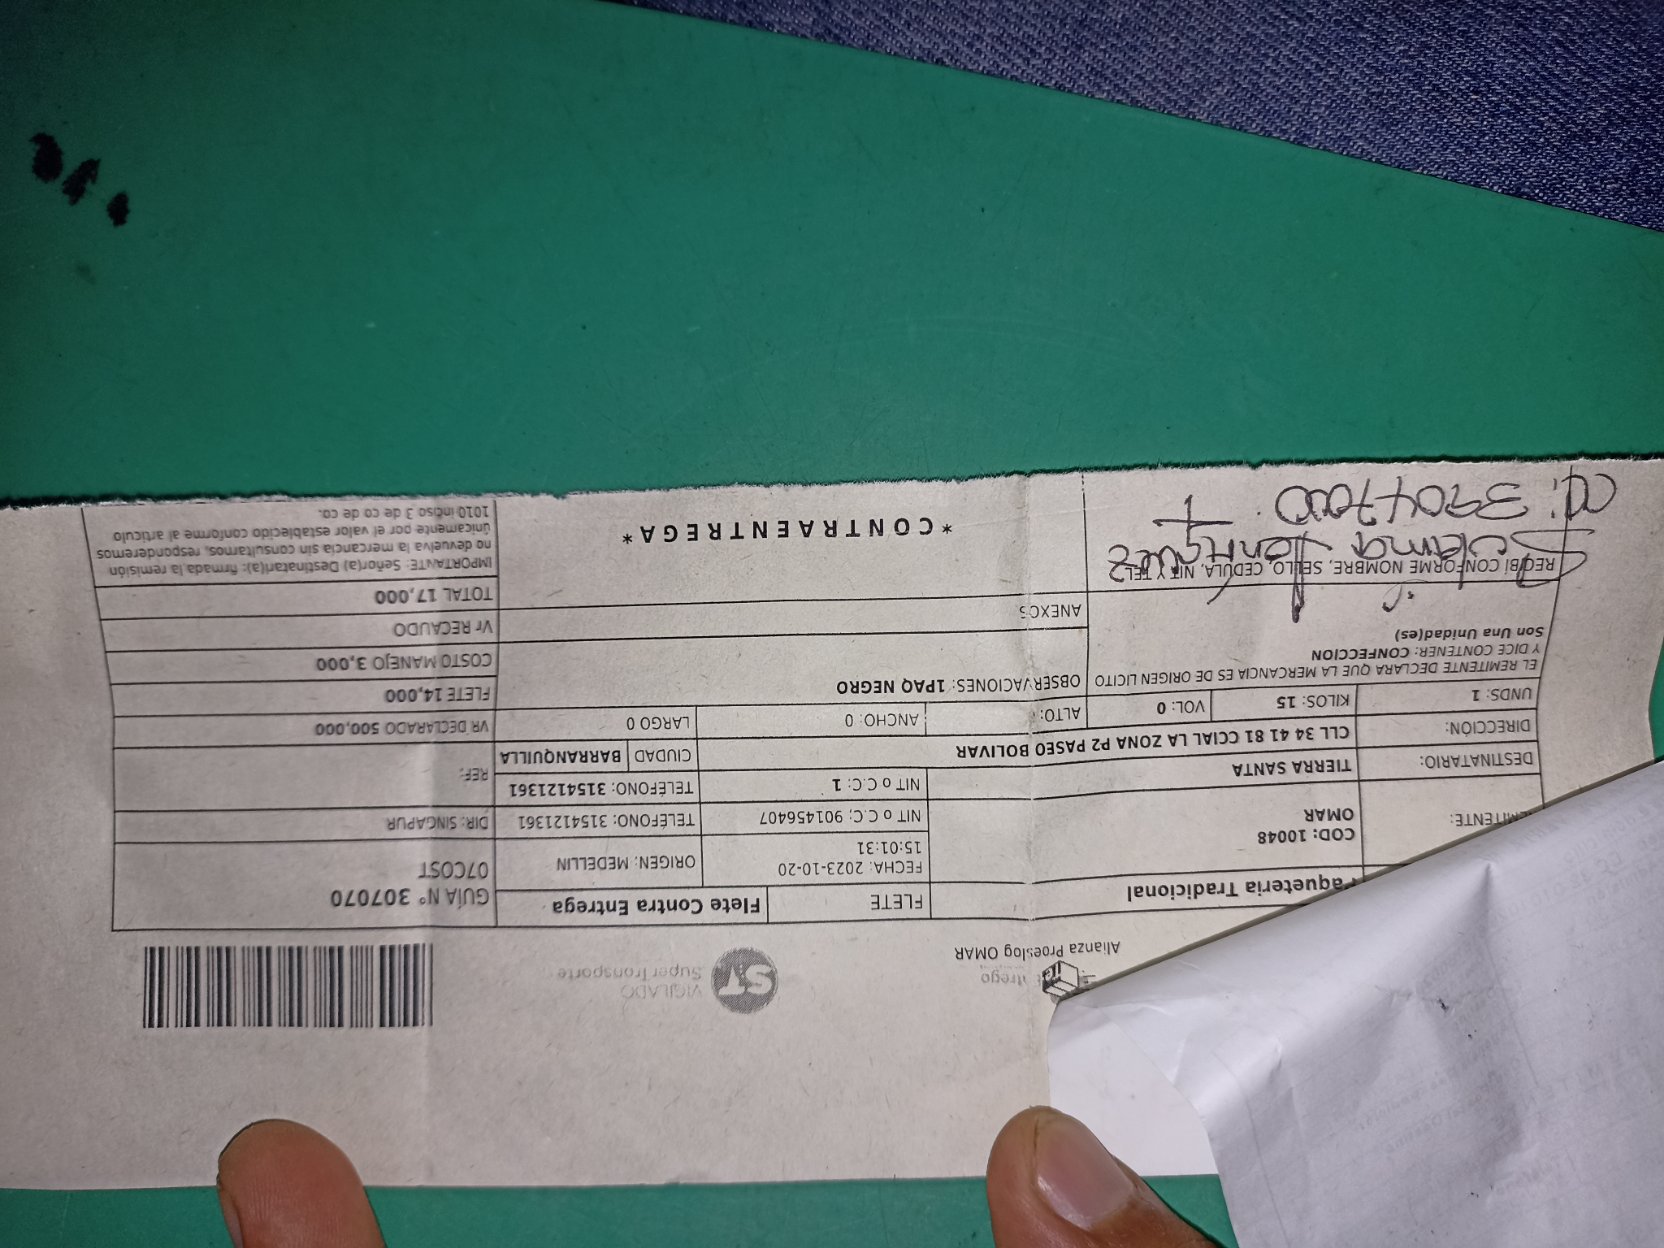 Alianza Proeslog OMAR
ST
VIGILADO
SuperTransporte
Tradicional
FLETE
Flete Contra Entrega
GUÍA N° 307070
07COST
COD: 10048
OMAR
FECHA: 2023-10-20
15:01:31
ORIGEN: MEDELLIN
NIT o C.C: 901456407
TELÉFONO: 3154121361
DIR: SINGAPUR
DESTINATARIO:
TIERRA SANTA
NIT o C.C: 1
TELÉFONO: 3154121361
REF:
DIRECCIÓN:
CLL 34 41 81 CCIAL LA ZONA P2 PASEO BOLIVAR
CIUDAD
BARRANQUILLA
UNDS: 1
KILOS: 15
VOL: 0
ALTO:
ANCHO: 0
LARGO 0
VR DECLARADO 500,000
EL REMITENTE DECLARA QUE LA MERCANCIA ES DE ORIGEN LICITO
Y DICE CONTENER: CONFECCION
Son Una Unidad(es)
OBSERVACIONES: 1PAQ NEGRO
FLETE 14,000
COSTO MANEJO 3,000
ANEXOS
Vr RECAUDO
TOTAL 17,000
RECIBÍ CONFORME NOMBRE, SELLO, CEDULA, NIT Y TEL
*CONTRAENTREGA*
IMPORTANTE: Señor(a) Destinatari(a): firmada la remisión
no devuelva la mercancia sin consultarnos, responderemos
únicamente por el valor establecido conforme al articulo
1010 inciso 3 de co de co.